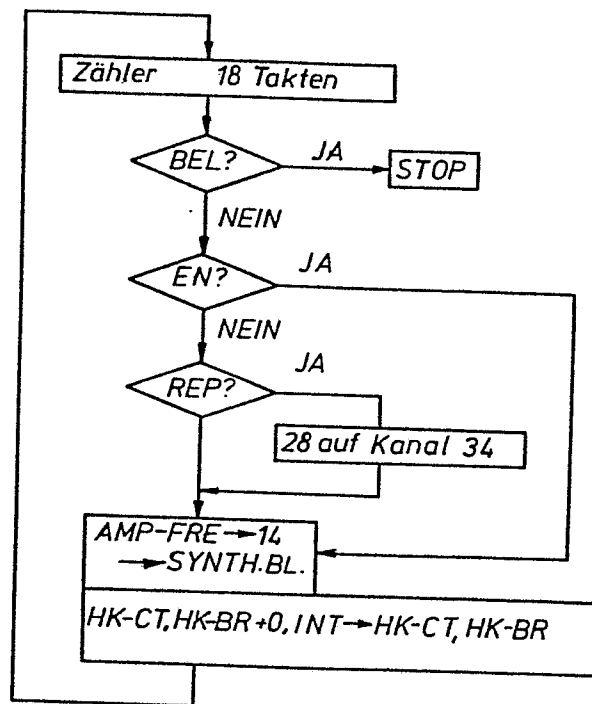 Zähler 18 Takten
BEL?
JA
STOP
NEIN
EN?
JA
NEIN
REP?
JA
28 auf Kanal 34
AMP-FRE→14
→SYNTH.BL.
HK-CT,HK-BR+0,INT→HK-CT,HK-BR